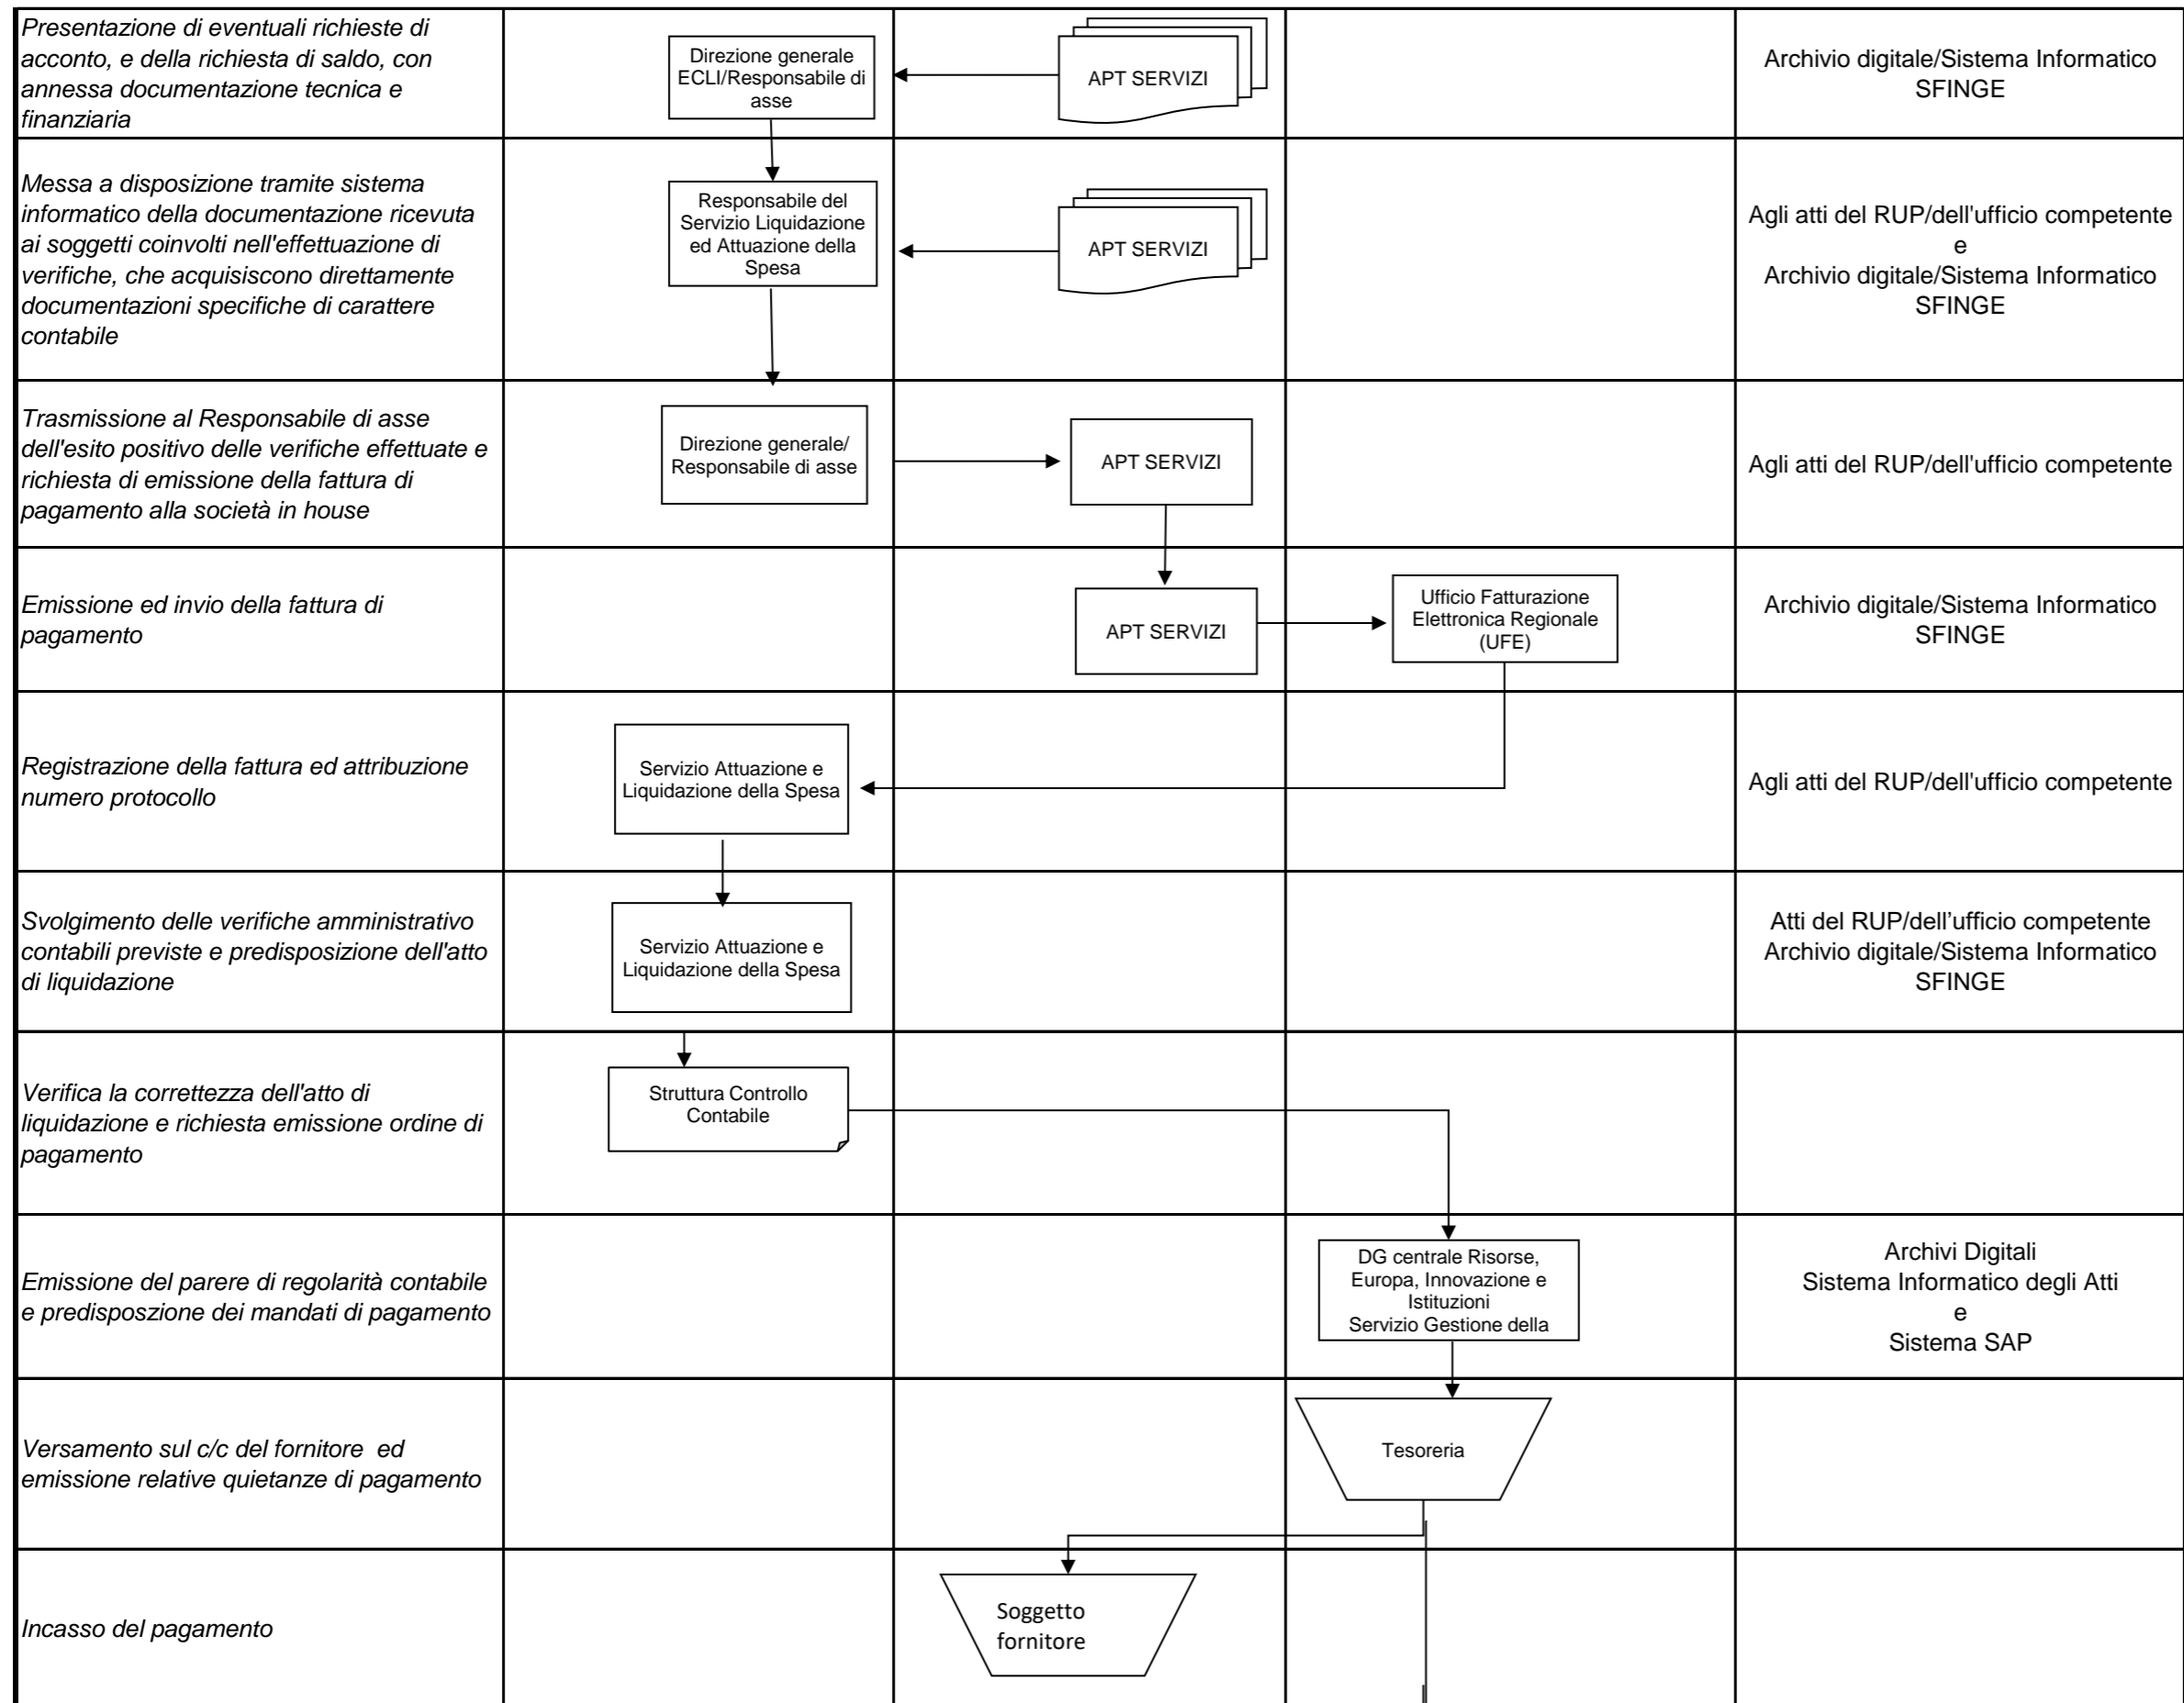 Presentazione di eventuali richieste di
acconto, e della richiesta di saldo, con
annessa documentazione tecnica e
finanziaria
Direzione generale
ECLI/Responsabile di
asse
APT SERVIZI
Archivio digitale/Sistema Informatico
SFINGE
Messa a disposizione tramite sistema
informatico della documentazione ricevuta
ai soggetti coinvolti nell'effettuazione di
verifiche, che acquisiscono direttamente
documentazioni specifiche di carattere
contabile
Responsabile del
Servizio Liquidazione
ed Attuazione della
Spesa
APT SERVIZI
Agli atti del RUP/dell'ufficio competente
e
Archivio digitale/Sistema Informatico
SFINGE
Trasmissione al Responsabile di asse
dell'esito positivo delle verifiche effettuate e
richiesta di emissione della fattura di
pagamento alla società in house
Direzione generale/
Responsabile di asse
APT SERVIZI
Agli atti del RUP/dell'ufficio competente
Emissione ed invio della fattura di
pagamento
APT SERVIZI
Ufficio Fatturazione
Elettronica Regionale
(UFE)
Archivio digitale/Sistema Informatico
SFINGE
Registrazione della fattura ed attribuzione
numero protocollo
Servizio Attuazione e
Liquidazione della Spesa
Agli atti del RUP/dell'ufficio competente
Svolgimento delle verifiche amministrativo
contabili previste e predisposizione dell'atto
di liquidazione
Servizio Attuazione e
Liquidazione della Spesa
Atti del RUP/dell’ufficio competente
Archivio digitale/Sistema Informatico
SFINGE
Verifica la correttezza dell'atto di
liquidazione e richiesta emissione ordine di
pagamento
Struttura Controllo
Contabile
Emissione del parere di regolarità contabile
e predisposzione dei mandati di pagamento
DG centrale Risorse,
Europa, Innovazione e
Istituzioni
Servizio Gestione della
Archivi Digitali
Sistema Informatico degli Atti
e
Sistema SAP
Versamento sul c/c del fornitore ed
emissione relative quietanze di pagamento
Tesoreria
Incasso del pagamento
Soggetto
fornitore